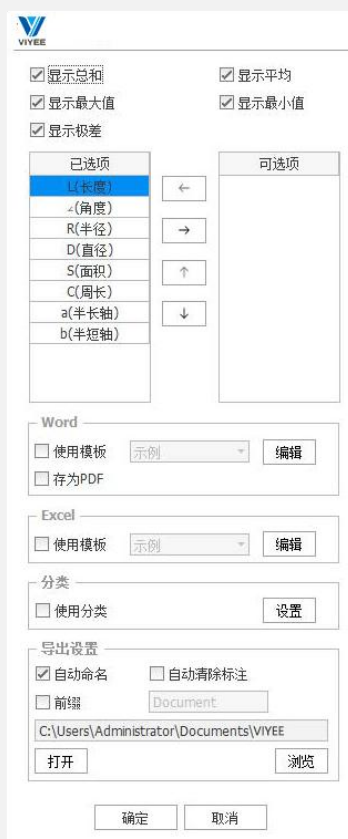 VIYEE
显示总和 显示平均
显示最大值 显示最小值
显示极差
已选项 可选项
L(长度)
∠(角度)
R(半径)
D(直径)
S(面积)
C(周长)
a(半长轴)
b(半短轴)
Word
使用模板 示例 编辑
存为PDF
Excel
使用模板 示例 编辑
分类
使用分类 设置
导出设置
自动命名 自动清除标注
前缀 Document
C:\Users\Administrator\Documents\VIYEE
打开 浏览
确定 取消